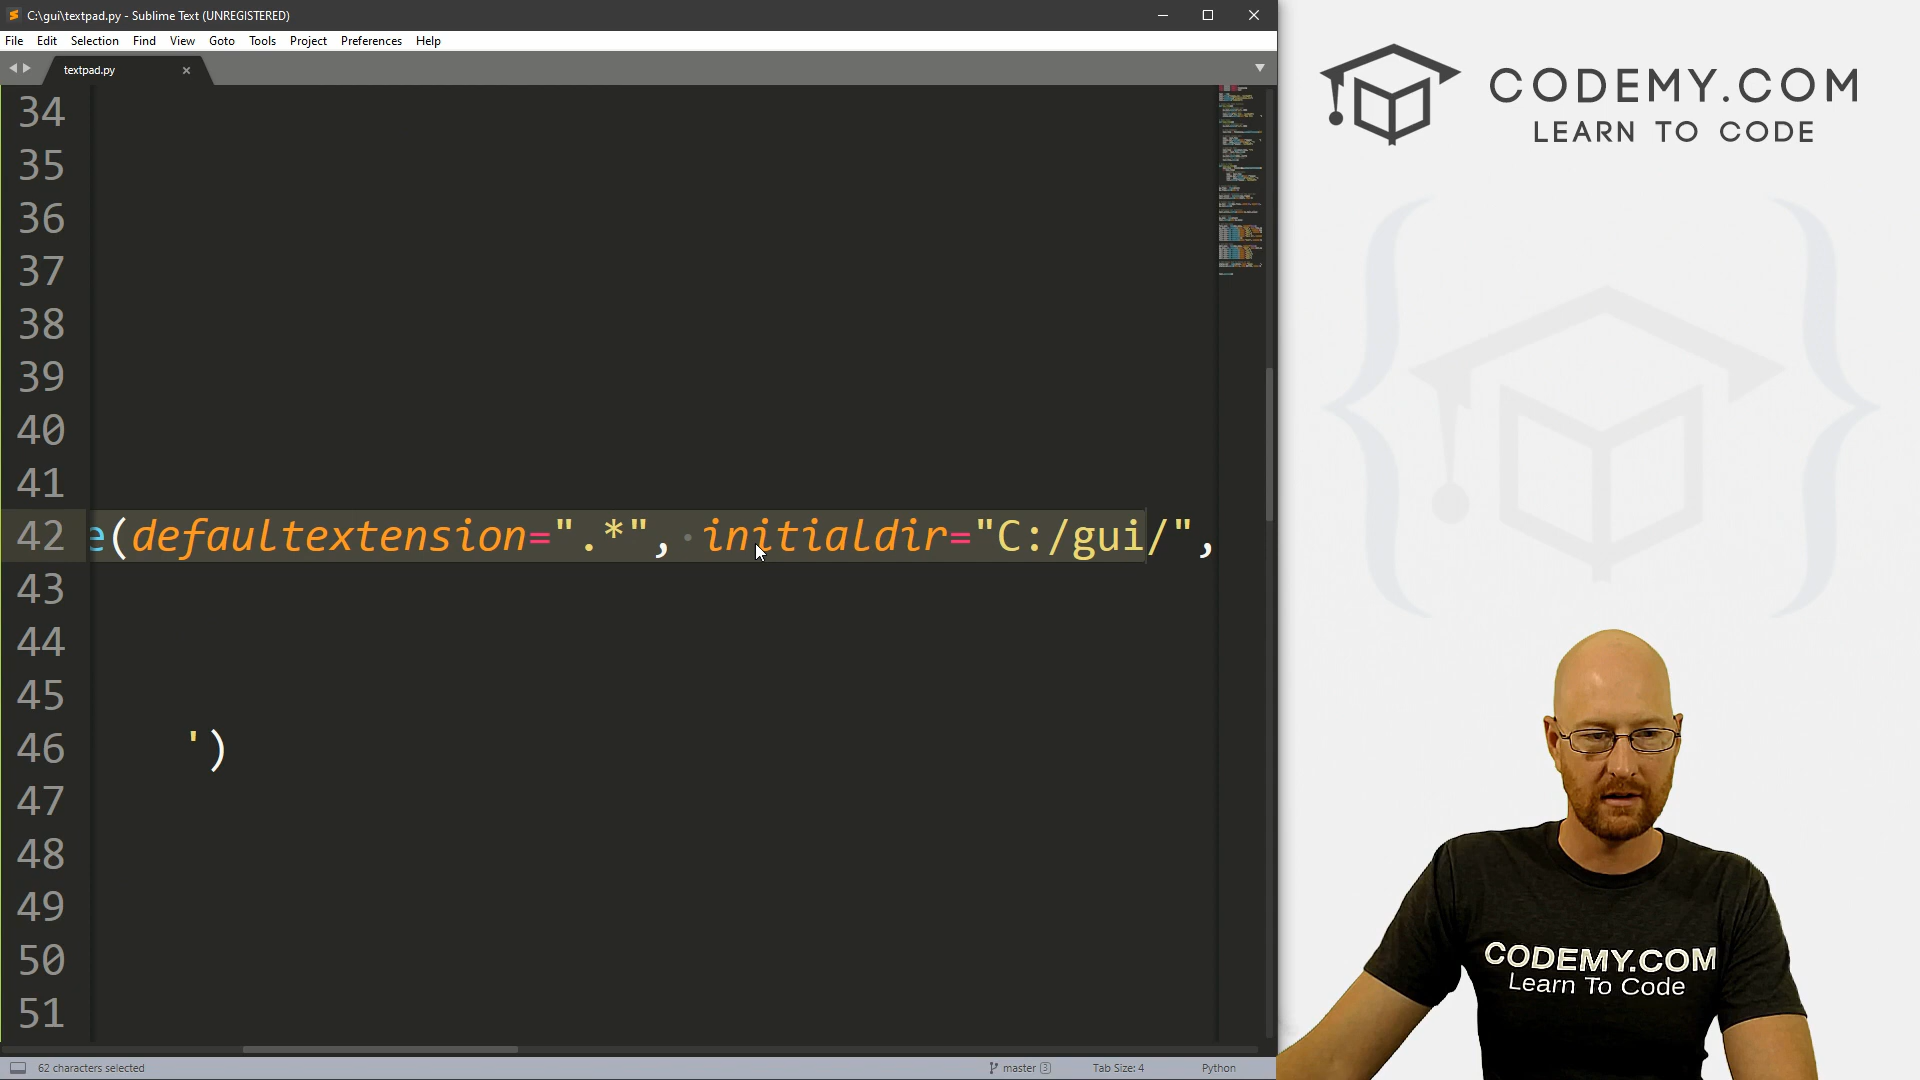 C:\gui\textpad.py - Sublime Text (UNREGISTERED)
File Edit Selection Find View Goto Tools Project Preferences Help
textpad.py
34
35
36
37
38
39
40
41
42 e(defaultextension=".*", initialdir="C:/gui/",
43
44
45
46 ')
47
48
49
50
51
62 characters selected
master 3
Tab Size: 4
Python
CODEMY.COM
LEARN TO CODE
CODEMY.COM
Learn To Code